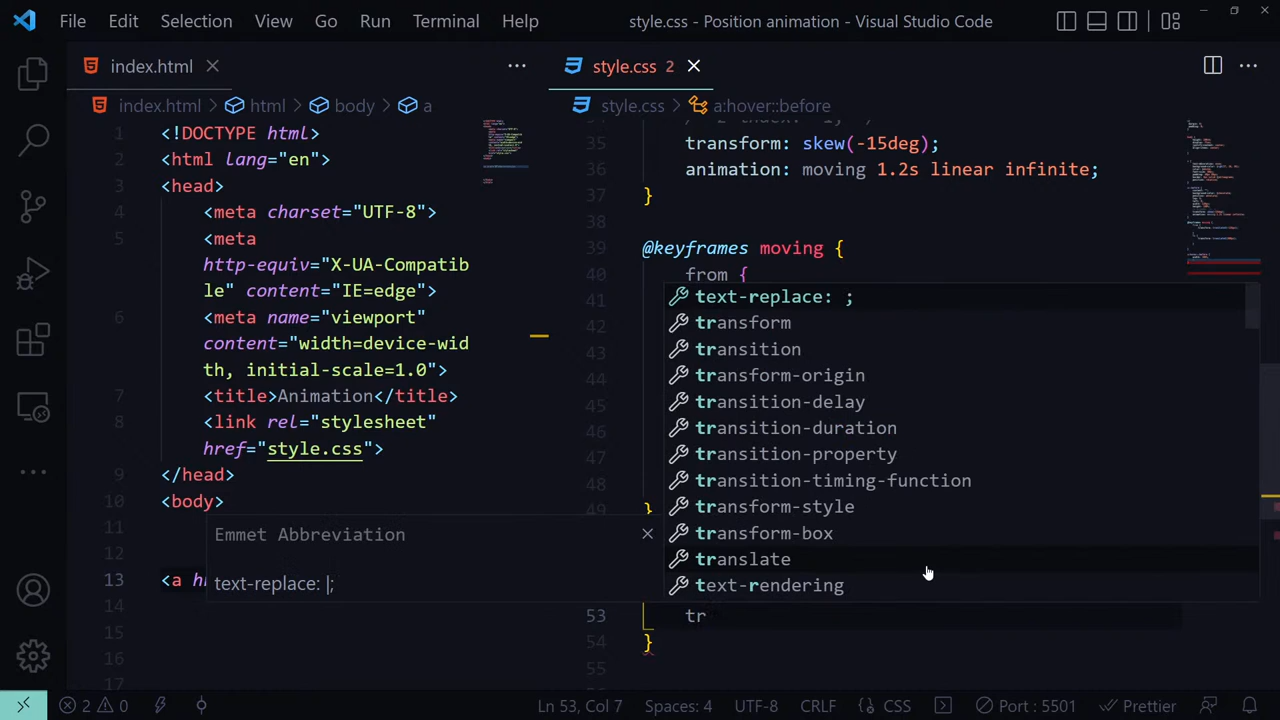 File Edit Selection View Go Run Terminal Help style.css - Position animation - Visual Studio Code
index.html
index.html > html > body > a
1 <!DOCTYPE html>
2 <html lang="en">
3 <head>
4 <meta charset="UTF-8">
5 <meta
http-equiv="X-UA-Compatib
le" content="IE=edge">
6 <meta name="viewport"
content="width=device-wid
th, initial-scale=1.0">
7 <title>Animation</title>
8 <link rel="stylesheet"
href="style.css">
9 </head>
10 <body>
11
12
13 <a hr
14
15
16
17
Emmet Abbreviation
text-replace: |;
style.css 2
style.css > a:hover::before
35 transform: skew(-15deg);
36 animation: moving 1.2s linear infinite;
37 }
38
39 @keyframes moving {
40 from {
41
42
43
44
45
46
47
48
49 }
text-replace: ;
transform
transition
transform-origin
transition-delay
transition-duration
transition-property
transition-timing-function
transform-style
transform-box
translate
text-rendering
53 tr
54 }
55
2 0 Ln 53, Col 7 Spaces: 4 UTF-8 CRLF {} CSS Port : 5501 Prettier